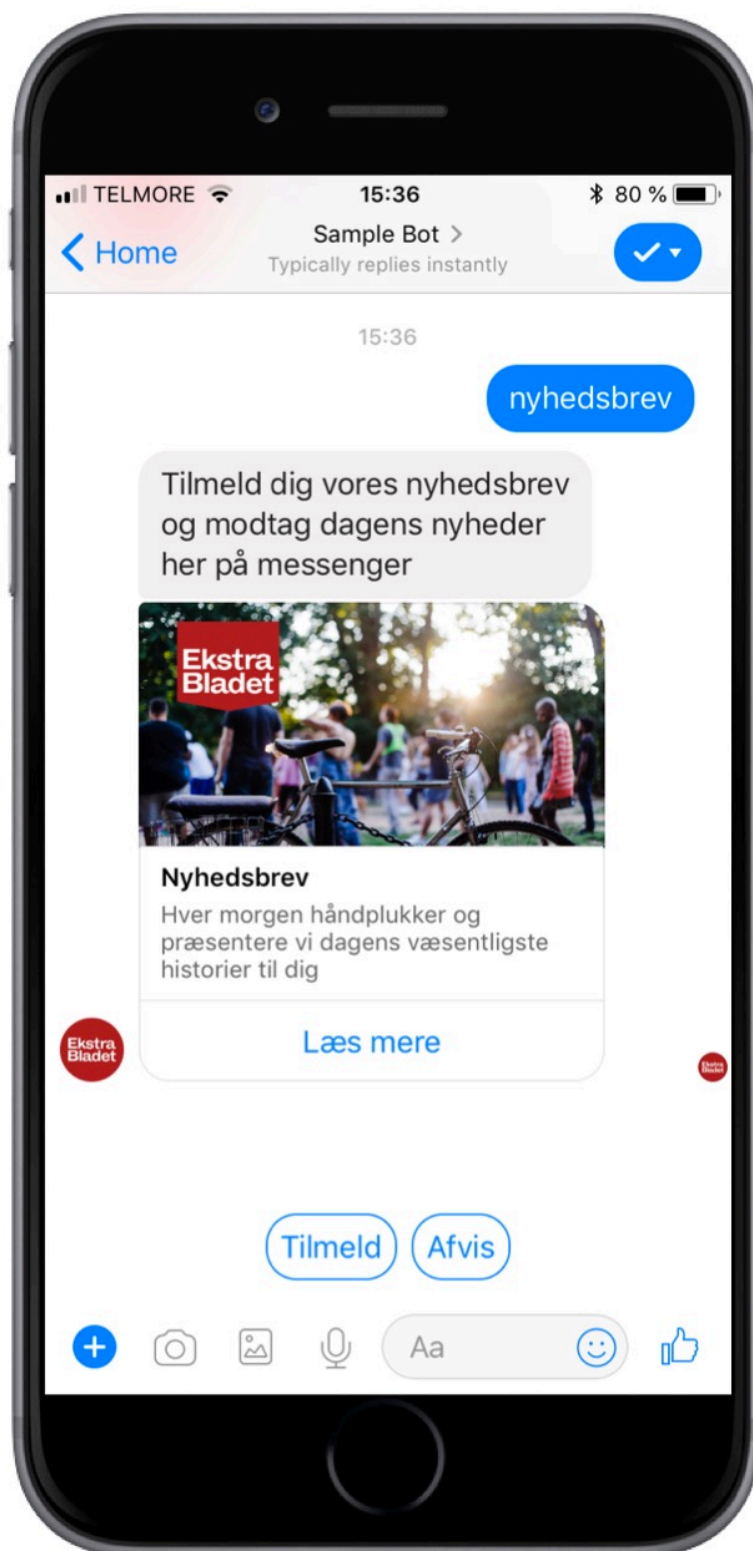 TELMORE 15:36 80 %
Home
Sample Bot
Typically replies instantly
15:36
nyhedsbrev
Tilmeld dig vores nyhedsbrev
og modtag dagens nyheder
her på messenger
Ekstra
Bladet
Nyhedsbrev
Hver morgen håndplukker og
præsentere vi dagens væsentligste
historier til dig
Læs mere
Ekstra
Bladet
Ekstra
Bladet
Tilmeld
Afvis
Aa